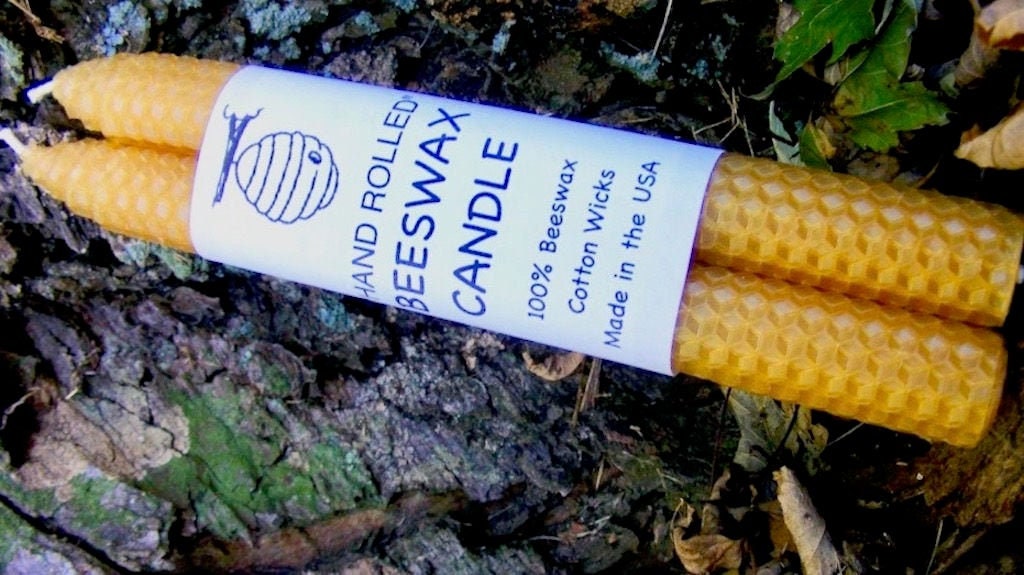 HAND ROLLED
BEESWAX
CANDLE
100% Beeswax
Cotton Wicks
Made in the USA